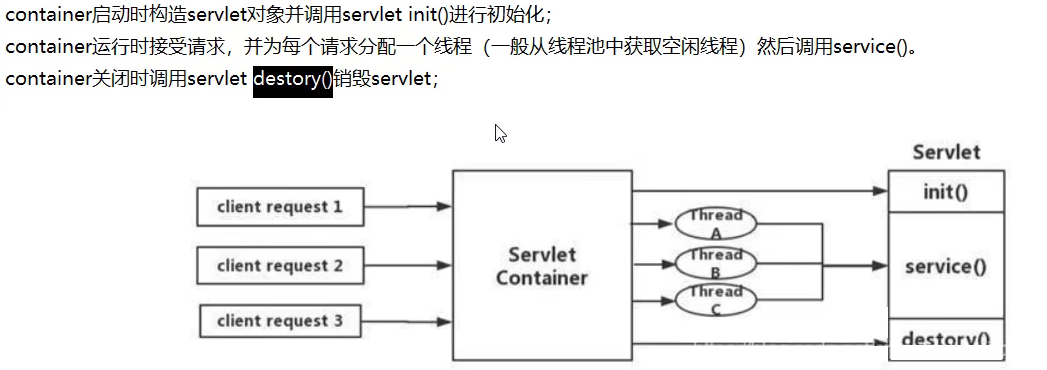 container启动时构造servlet对象并调用servlet init()进行初始化；
container运行时接受请求，并为每个请求分配一个线程（一般从线程池中获取空闲线程）然后调用service()。
container关闭时调用servlet destory()销毁servlet；
Servlet
init()
client request 1
Thread
A
Servlet
Container
client request 2
Thread
B
service()
Thread
C
client request 3
destory()